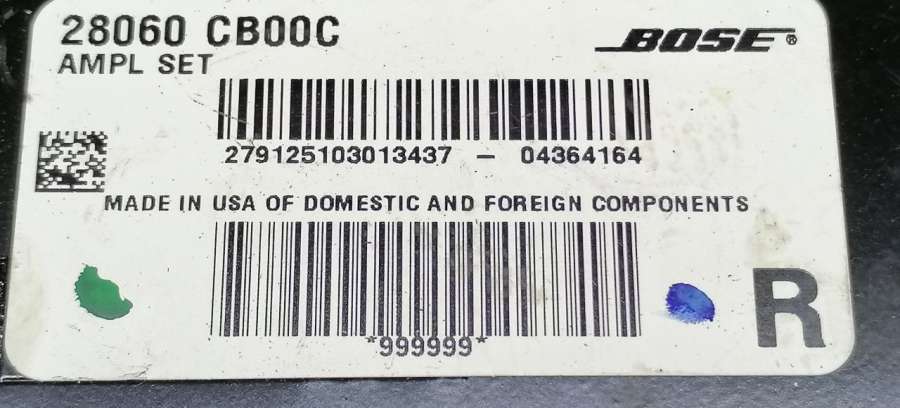 28060 CB00C
BOSE®
AMPL SET
279125103013437 - 04364164
MADE IN USA OF DOMESTIC AND FOREIGN COMPONENTS
*999999*
R